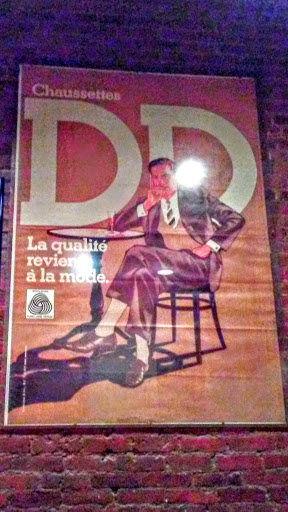 Chaussettes
DD
La qualité
revient
à la mode.